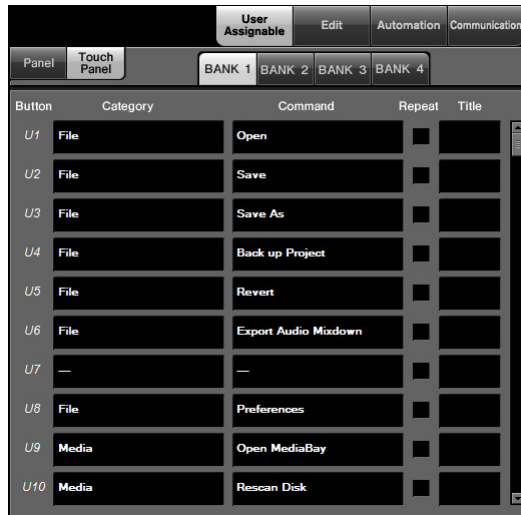 User Assignable Edit Automation Communication
Panel Touch Panel BANK 1 BANK 2 BANK 3 BANK 4
Button Category Command Repeat Title
U1 File Open
U2 File Save
U3 File Save As
U4 File Back up Project
U5 File Revert
U6 File Export Audio Mixdown
U7 — —
U8 File Preferences
U9 Media Open MediaBay
U10 Media Rescan Disk